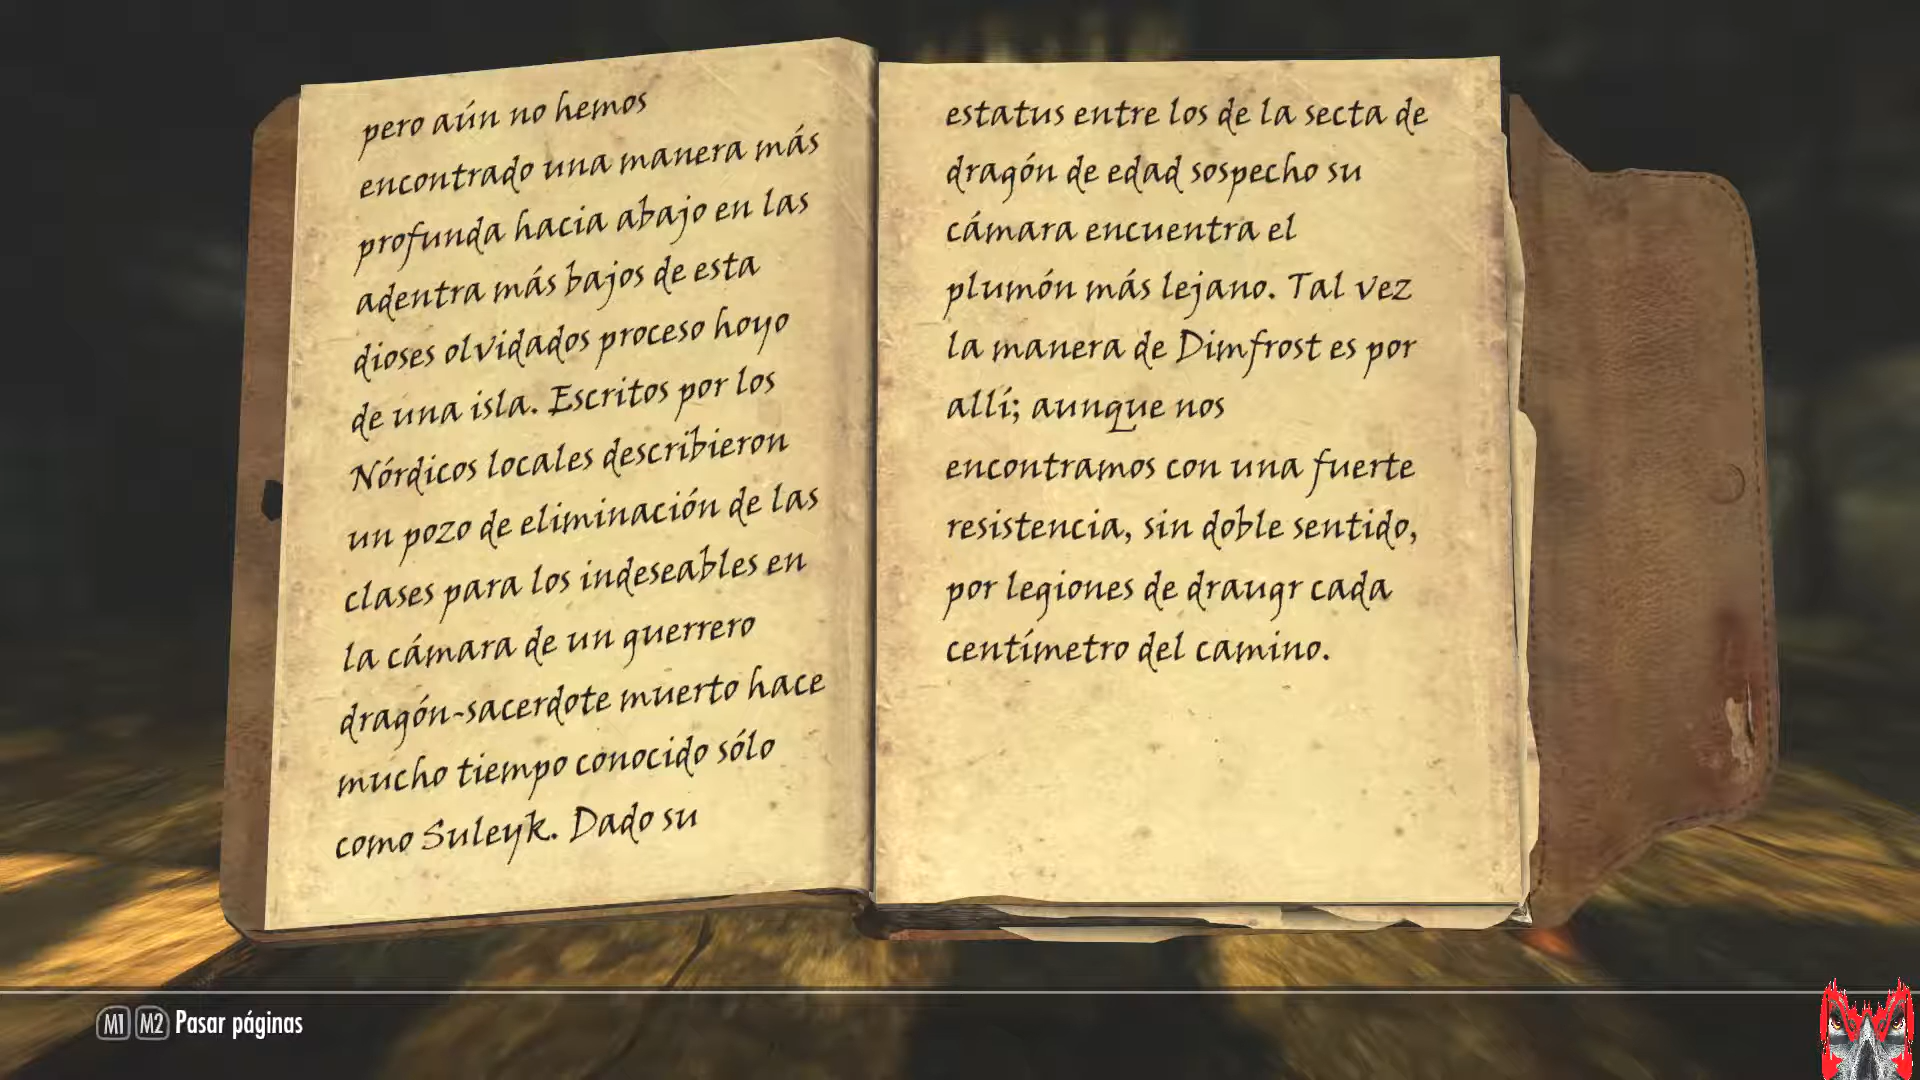 pero aún no hemos
encontrado una manera más
profunda hacia abajo en las
adentra más bajos de esta
dioses olvidados proceso hoyo
de una isla. Escritos por los
Nórdicos locales describieron
un pozo de eliminación de las
clases para los indeseables en
la cámara de un guerrero
dragón-sacerdote muerto hace
mucho tiempo conocido sólo
como Suleyk. Dado su
estatus entre los de la secta de
dragón de edad sospecho su
cámara encuentra el
plumón más lejano. Tal vez
la manera de Dimfrost es por
allí; aunque nos
encontramos con una fuerte
resistencia, sin doble sentido,
por legiones de draugr cada
centímetro del camino.
M1 M2 Pasar páginas